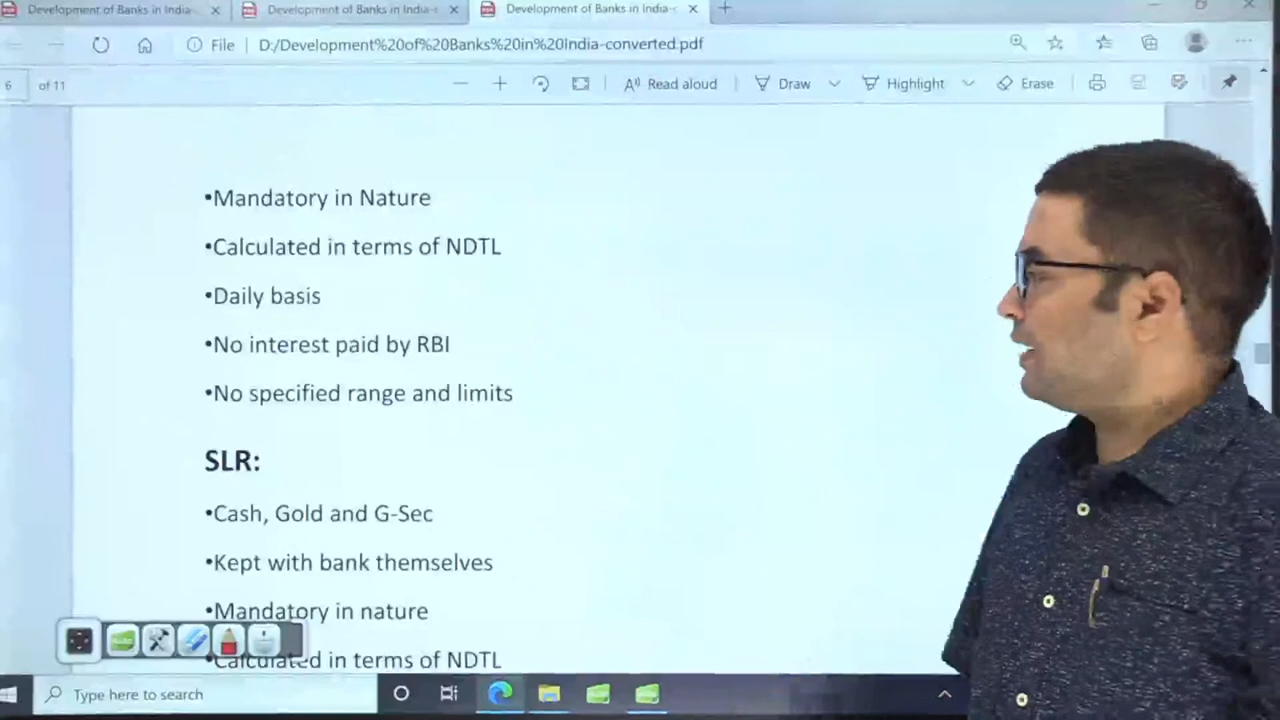 Development of Banks in India-
Development of Banks in India-c
Development of Banks in India-c
File
D:/Development%20of%20Banks%20in%20India-converted.pdf
6
of 11
Read aloud
Draw
Highlight
Erase
•Mandatory in Nature
•Calculated in terms of NDTL
•Daily basis
•No interest paid by RBI
•No specified range and limits
SLR:
•Cash, Gold and G-Sec
•Kept with bank themselves
•Mandatory in nature
•Calculated in terms of NDTL
Type here to search